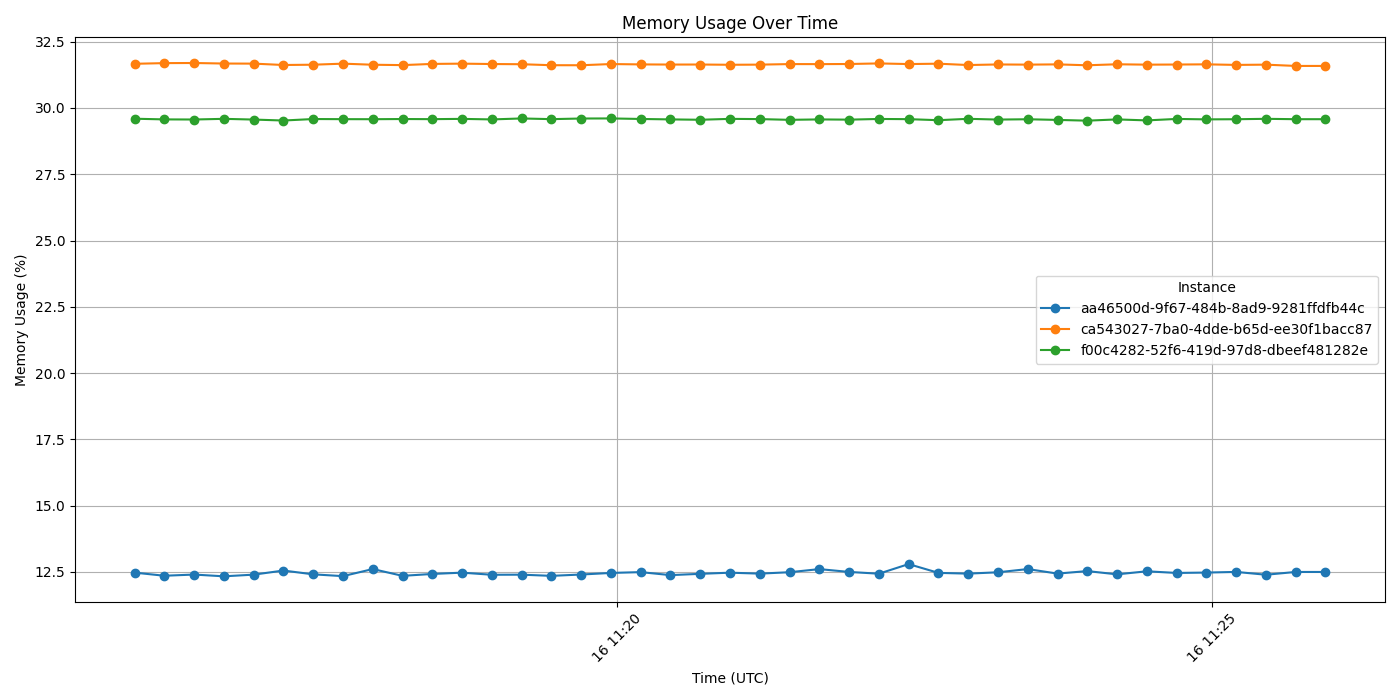 Memory Usage Over Time
Memory Usage (%)
32.5
30.0
27.5
25.0
22.5
20.0
17.5
15.0
12.5
Instance
aa46500d-9f67-484b-8ad9-9281ffdfb44c
ca543027-7ba0-4dde-b65d-ee30f1bacc87
f00c4282-52f6-419d-97d8-dbeef481282e
16 11:20
16 11:25
Time (UTC)